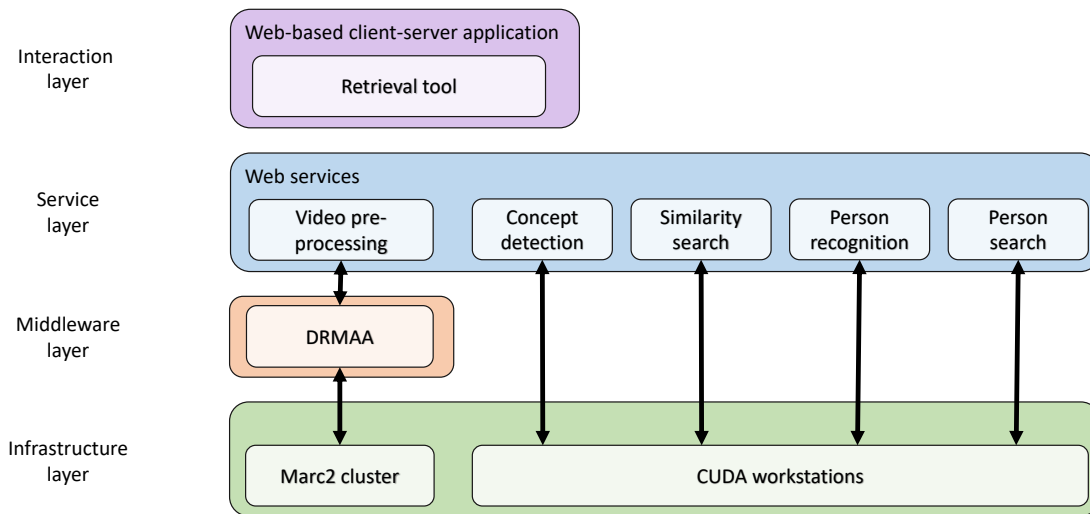 Interaction
layer
Web-based client-server application
Retrieval tool
Service
layer
Web services
Video pre-
processing
Concept
detection
Similarity
search
Person
recognition
Person
search
Middleware
layer
DRMAA
Infrastructure
layer
Marc2 cluster
CUDA workstations